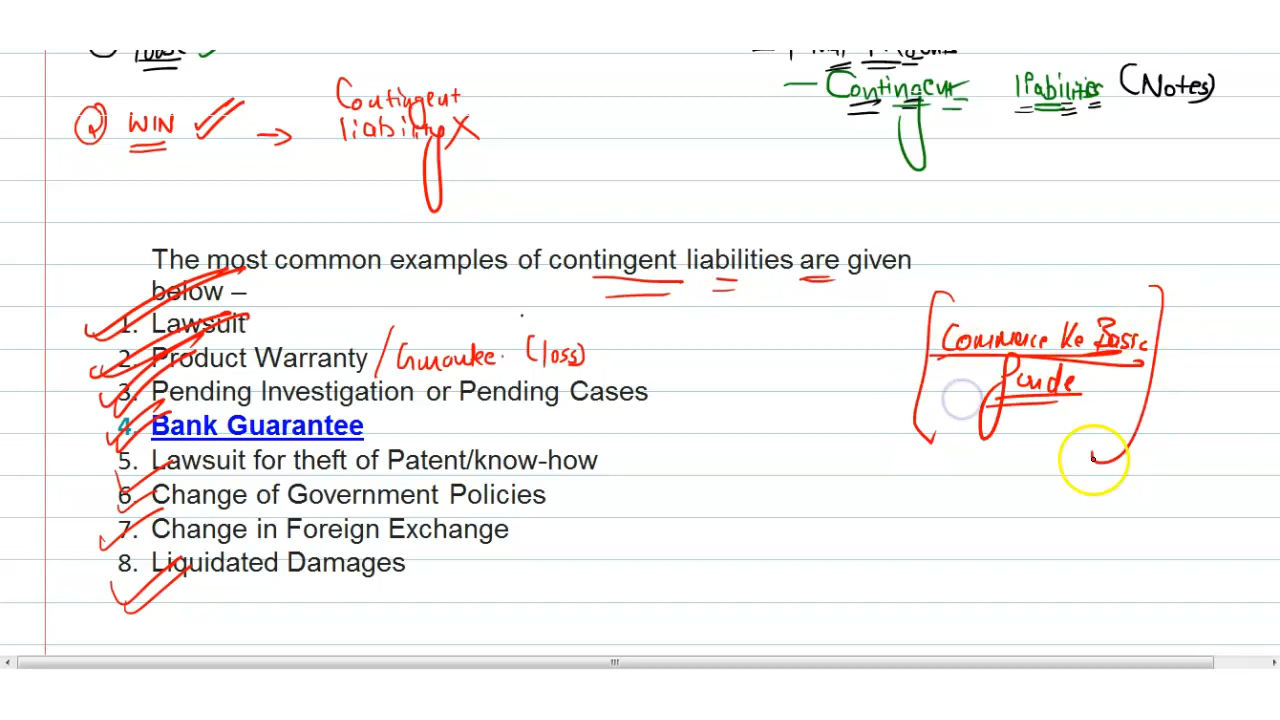 Contingent liabilities (Notes)
② WIN → Contingent
liability X
The most common examples of contingent liabilities are given
below –
1. Lawsuit
2. Product Warranty / Guarantee. (loss)
3. Pending Investigation or Pending Cases
4. Bank Guarantee
5. Lawsuit for theft of Patent/know-how
6. Change of Government Policies
7. Change in Foreign Exchange
8. Liquidated Damages
Commerce Ke Basic